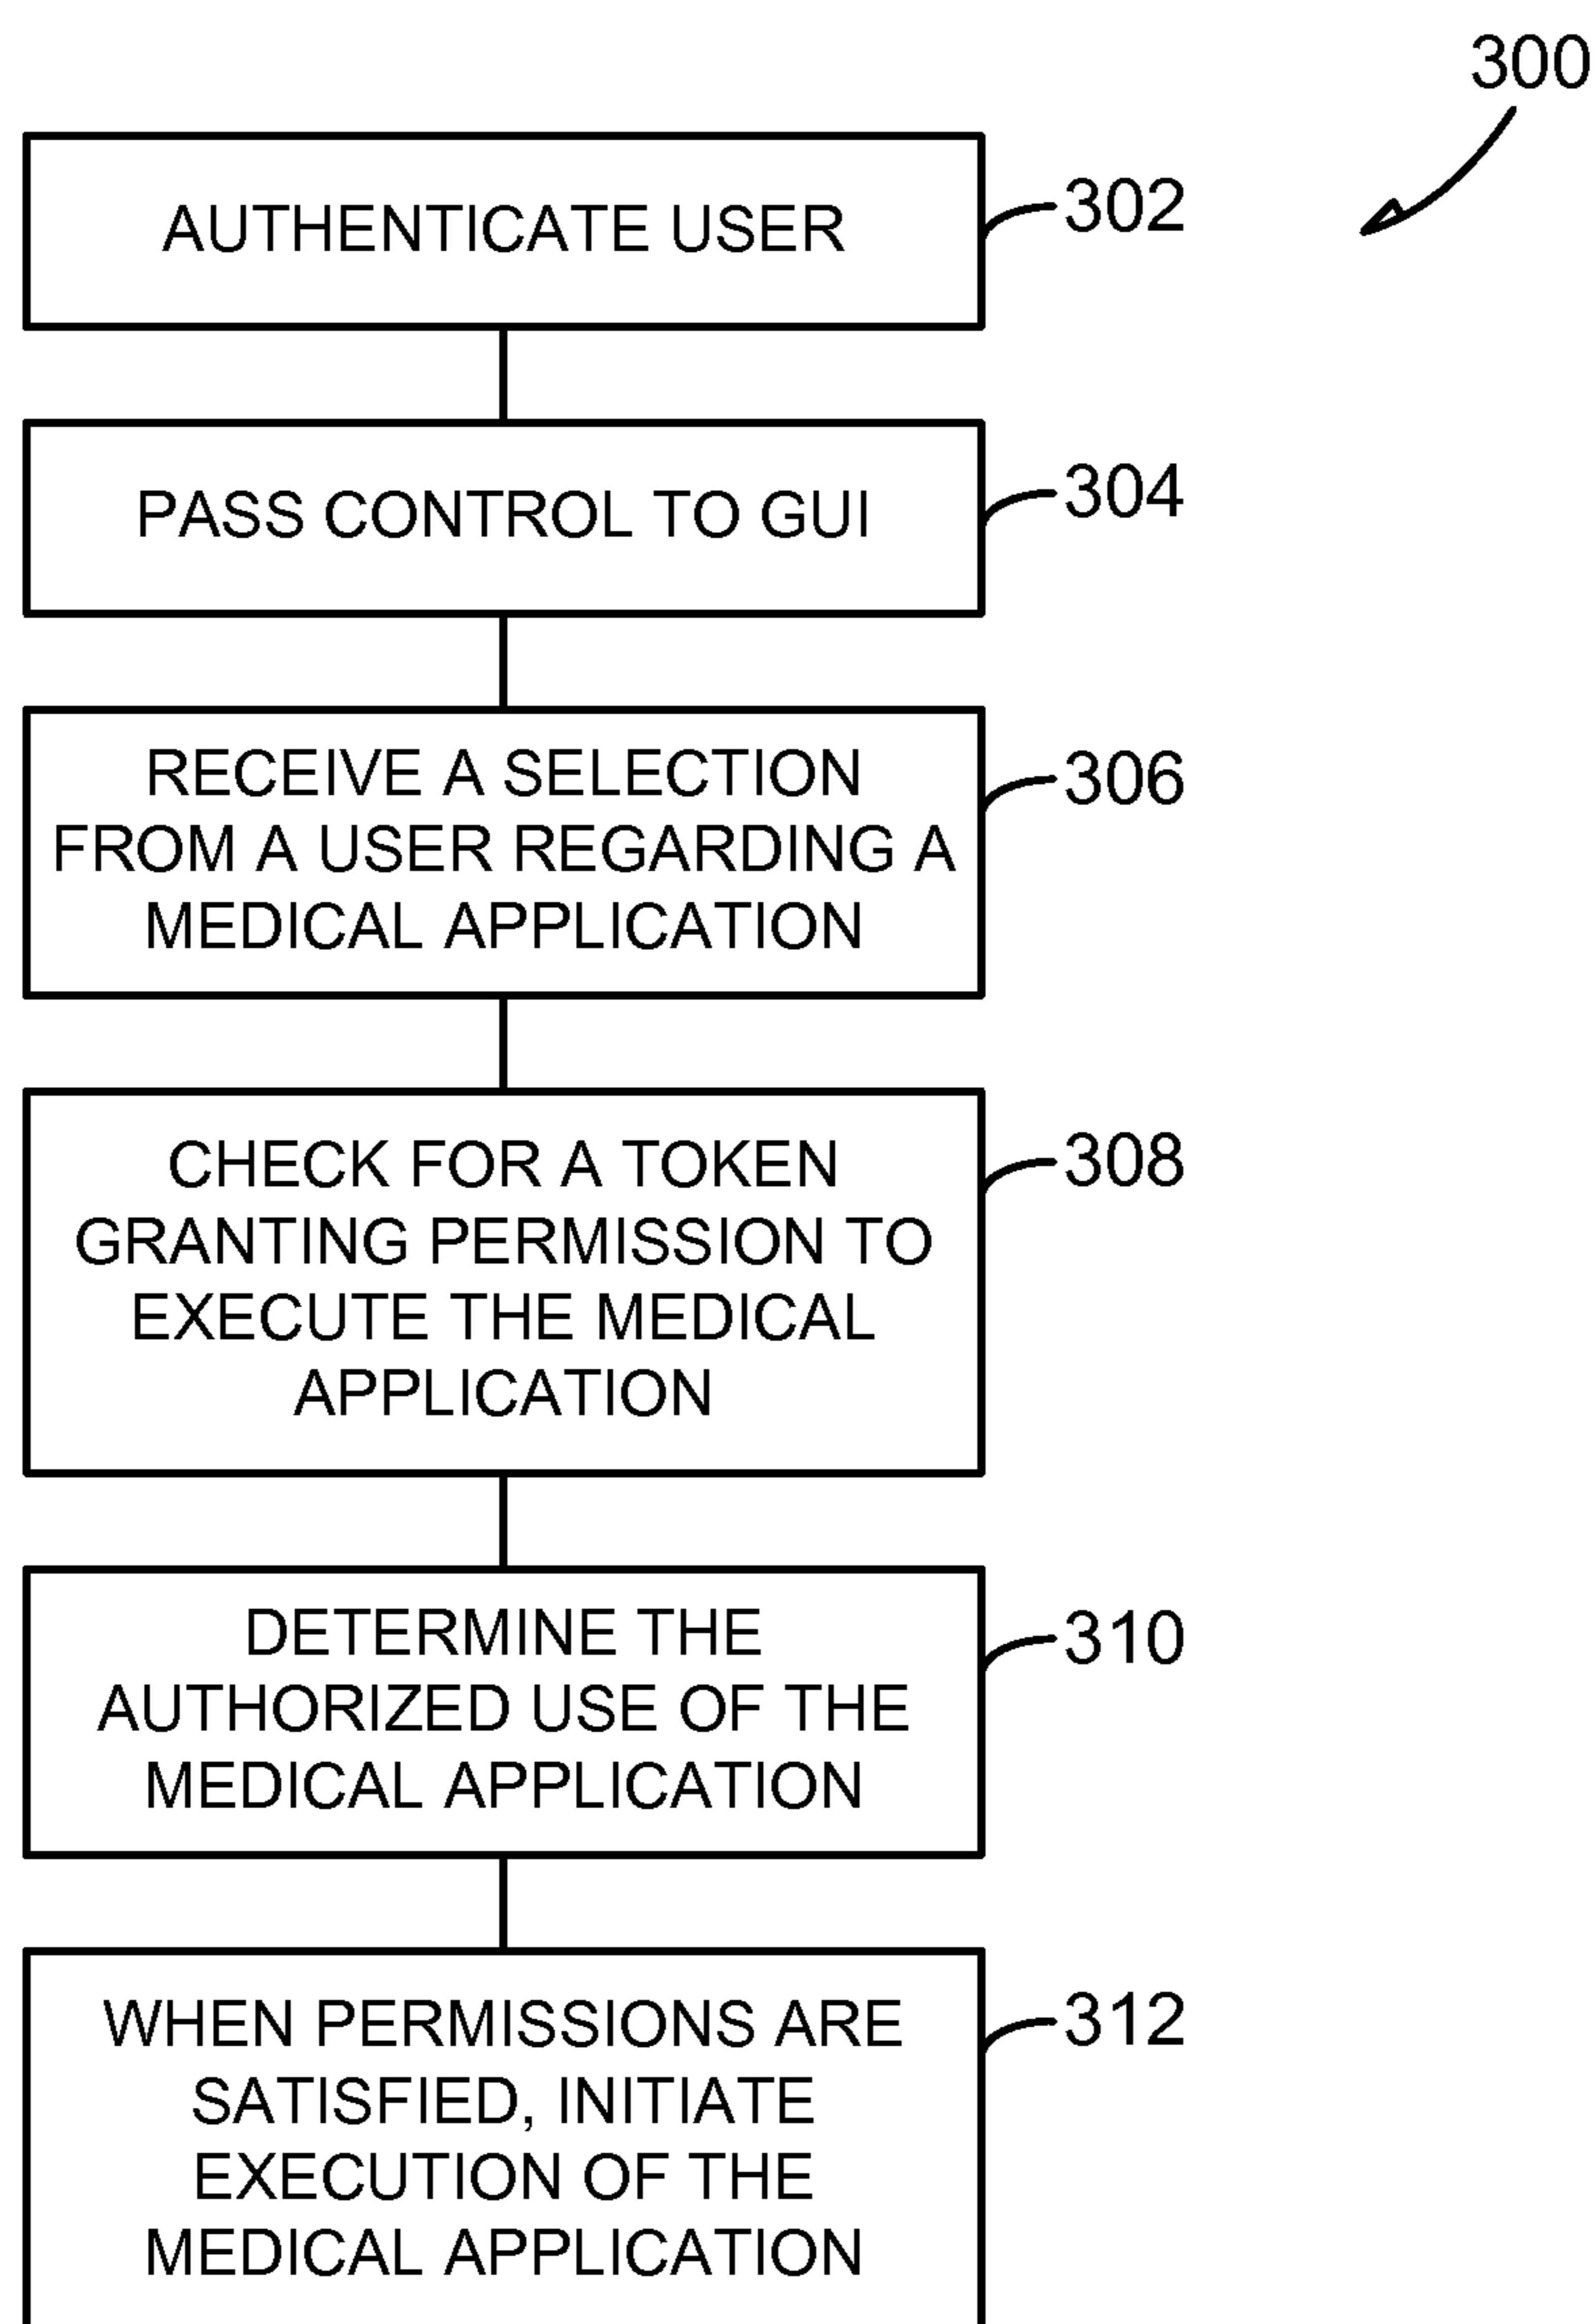 300
AUTHENTICATE USER
302
PASS CONTROL TO GUI
304
RECEIVE A SELECTION
FROM A USER REGARDING A
MEDICAL APPLICATION
306
CHECK FOR A TOKEN
GRANTING PERMISSION TO
EXECUTE THE MEDICAL
APPLICATION
308
DETERMINE THE
AUTHORIZED USE OF THE
MEDICAL APPLICATION
310
WHEN PERMISSIONS ARE
SATISFIED, INITIATE
EXECUTION OF THE
MEDICAL APPLICATION
312